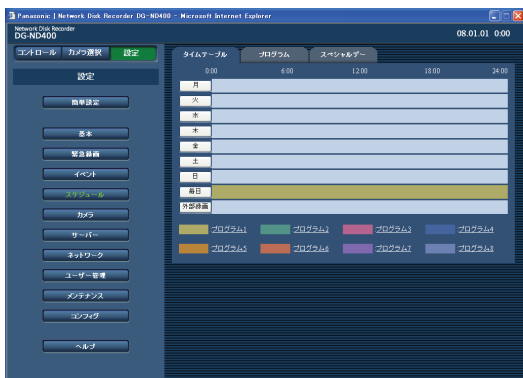 Panasonic | Network Disk Recorder DG-ND400 - Microsoft Internet Explorer
Network Disk Recorder
DG-ND400
08.01.01 0:00
コントロール カメラ選択 設定
タイムテーブル プログラム スペシャルデー
設定
0:00 6:00 12:00 18:00 24:00
月
火
水
木
金
土
日
毎日
外部録画
プログラム1 プログラム2 プログラム3 プログラム4
プログラム5 プログラム6 プログラム7 プログラム8
簡単設定
基本
緊急録画
イベント
スケジュール
カメラ
サーバー
ネットワーク
ユーザー管理
メンテナンス
コンフィグ
ヘルプ